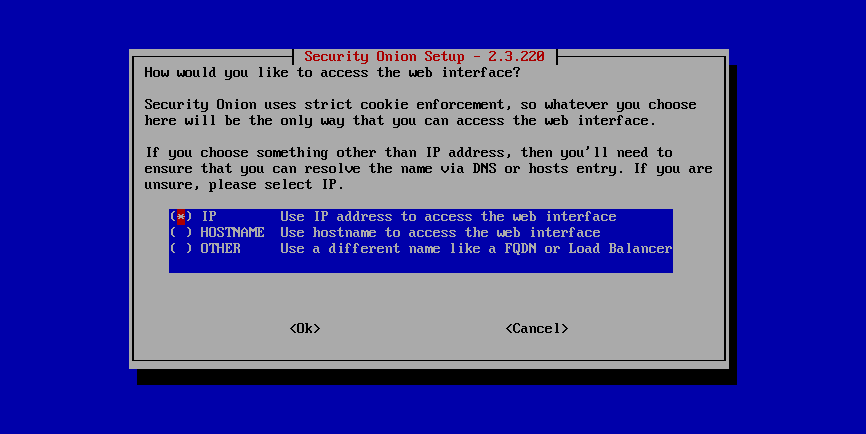 Security Onion Setup - 2.3.220
How would you like to access the web interface?
Security Onion uses strict cookie enforcement, so whatever you choose
here will be the only way that you can access the web interface.
If you choose something other than IP address, then you'll need to
ensure that you can resolve the name via DNS or hosts entry. If you are
unsure, please select IP.
(*) IP Use IP address to access the web interface
( ) HOSTNAME Use hostname to access the web interface
( ) OTHER Use a different name like a FQDN or Load Balancer
<Ok> <Cancel>